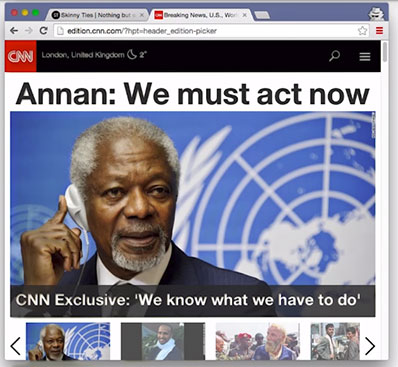 Skinny Ties | Nothing but s
Breaking News, U.S., Wor
edition.cnn.com/?hpt=header_edition-picker
CNN
London, United Kingdom 2°
Annan: We must act now
CNN Exclusive: 'We know what we have to do'